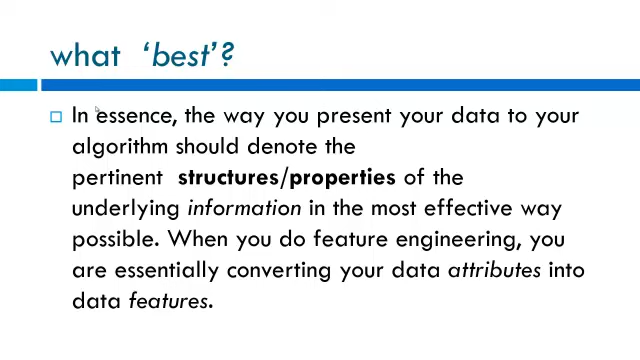 what ‘best’?
In essence, the way you present your data to your
algorithm should denote the
pertinent structures/properties of the
underlying information in the most effective way
possible. When you do feature engineering, you
are essentially converting your data attributes into
data features.